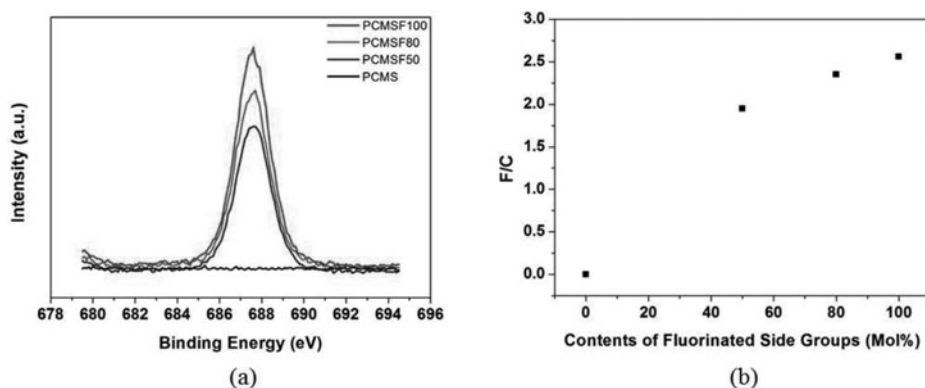 PCMSF100
PCMSF80
PCMSF50
PCMS
Intensity (a.u.)
678 680 682 684 686 688 690 692 694 696
Binding Energy (eV)
(a)
3.0
2.5
2.0
1.5
1.0
0.5
0.0
F/C
0 20 40 60 80 100
Contents of Fluorinated Side Groups (Mol%)
(b)